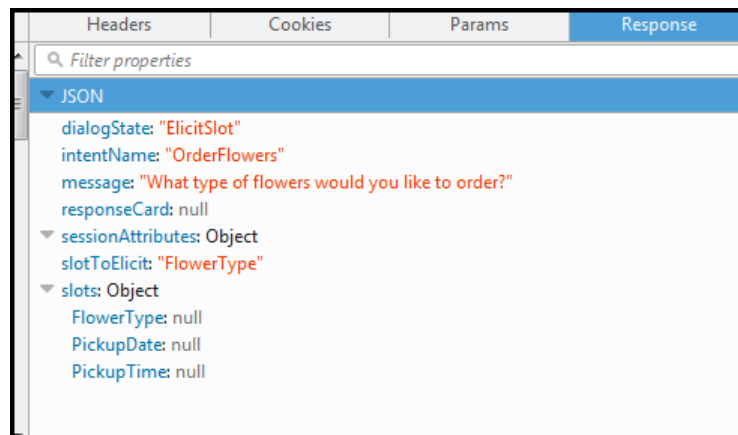 Headers Cookies Params Response
Filter properties
JSON
dialogState: "ElicitSlot"
intentName: "OrderFlowers"
message: "What type of flowers would you like to order?"
responseCard: null
sessionAttributes: Object
slotToElicit: "FlowerType"
slots: Object
FlowerType: null
PickupDate: null
PickupTime: null